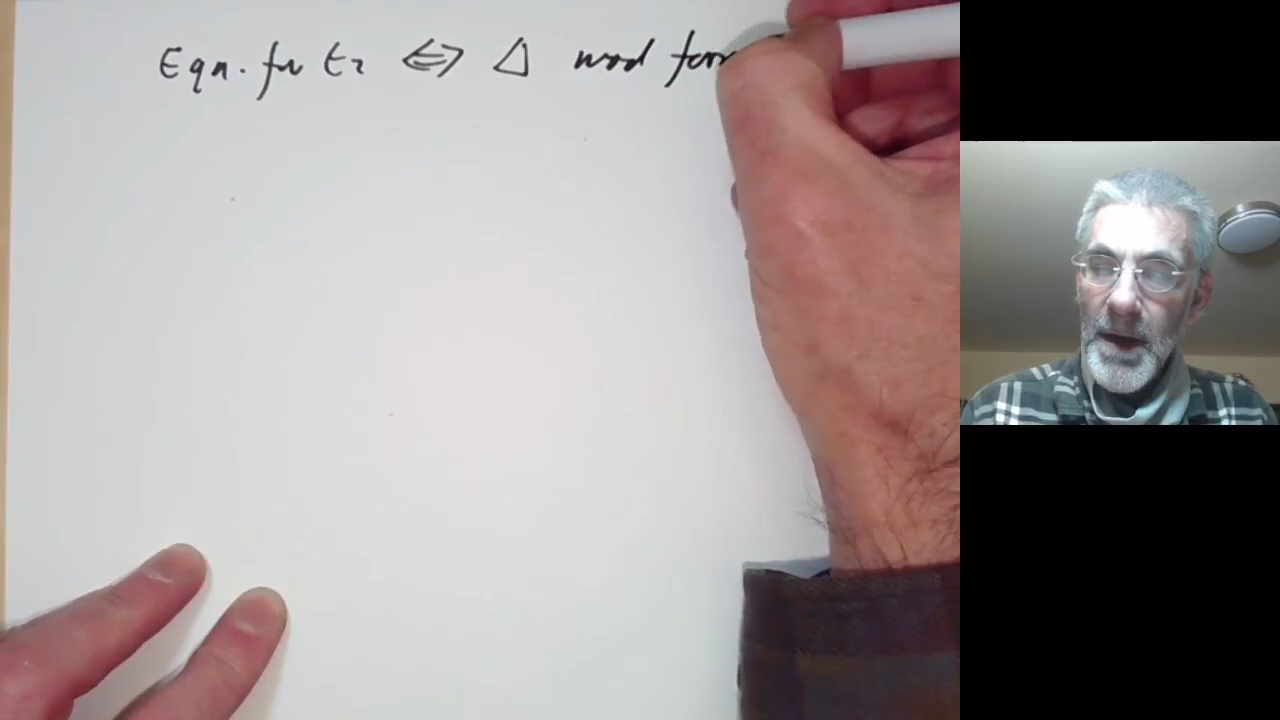 Eqn. for E2 ⇔ Δ mod form